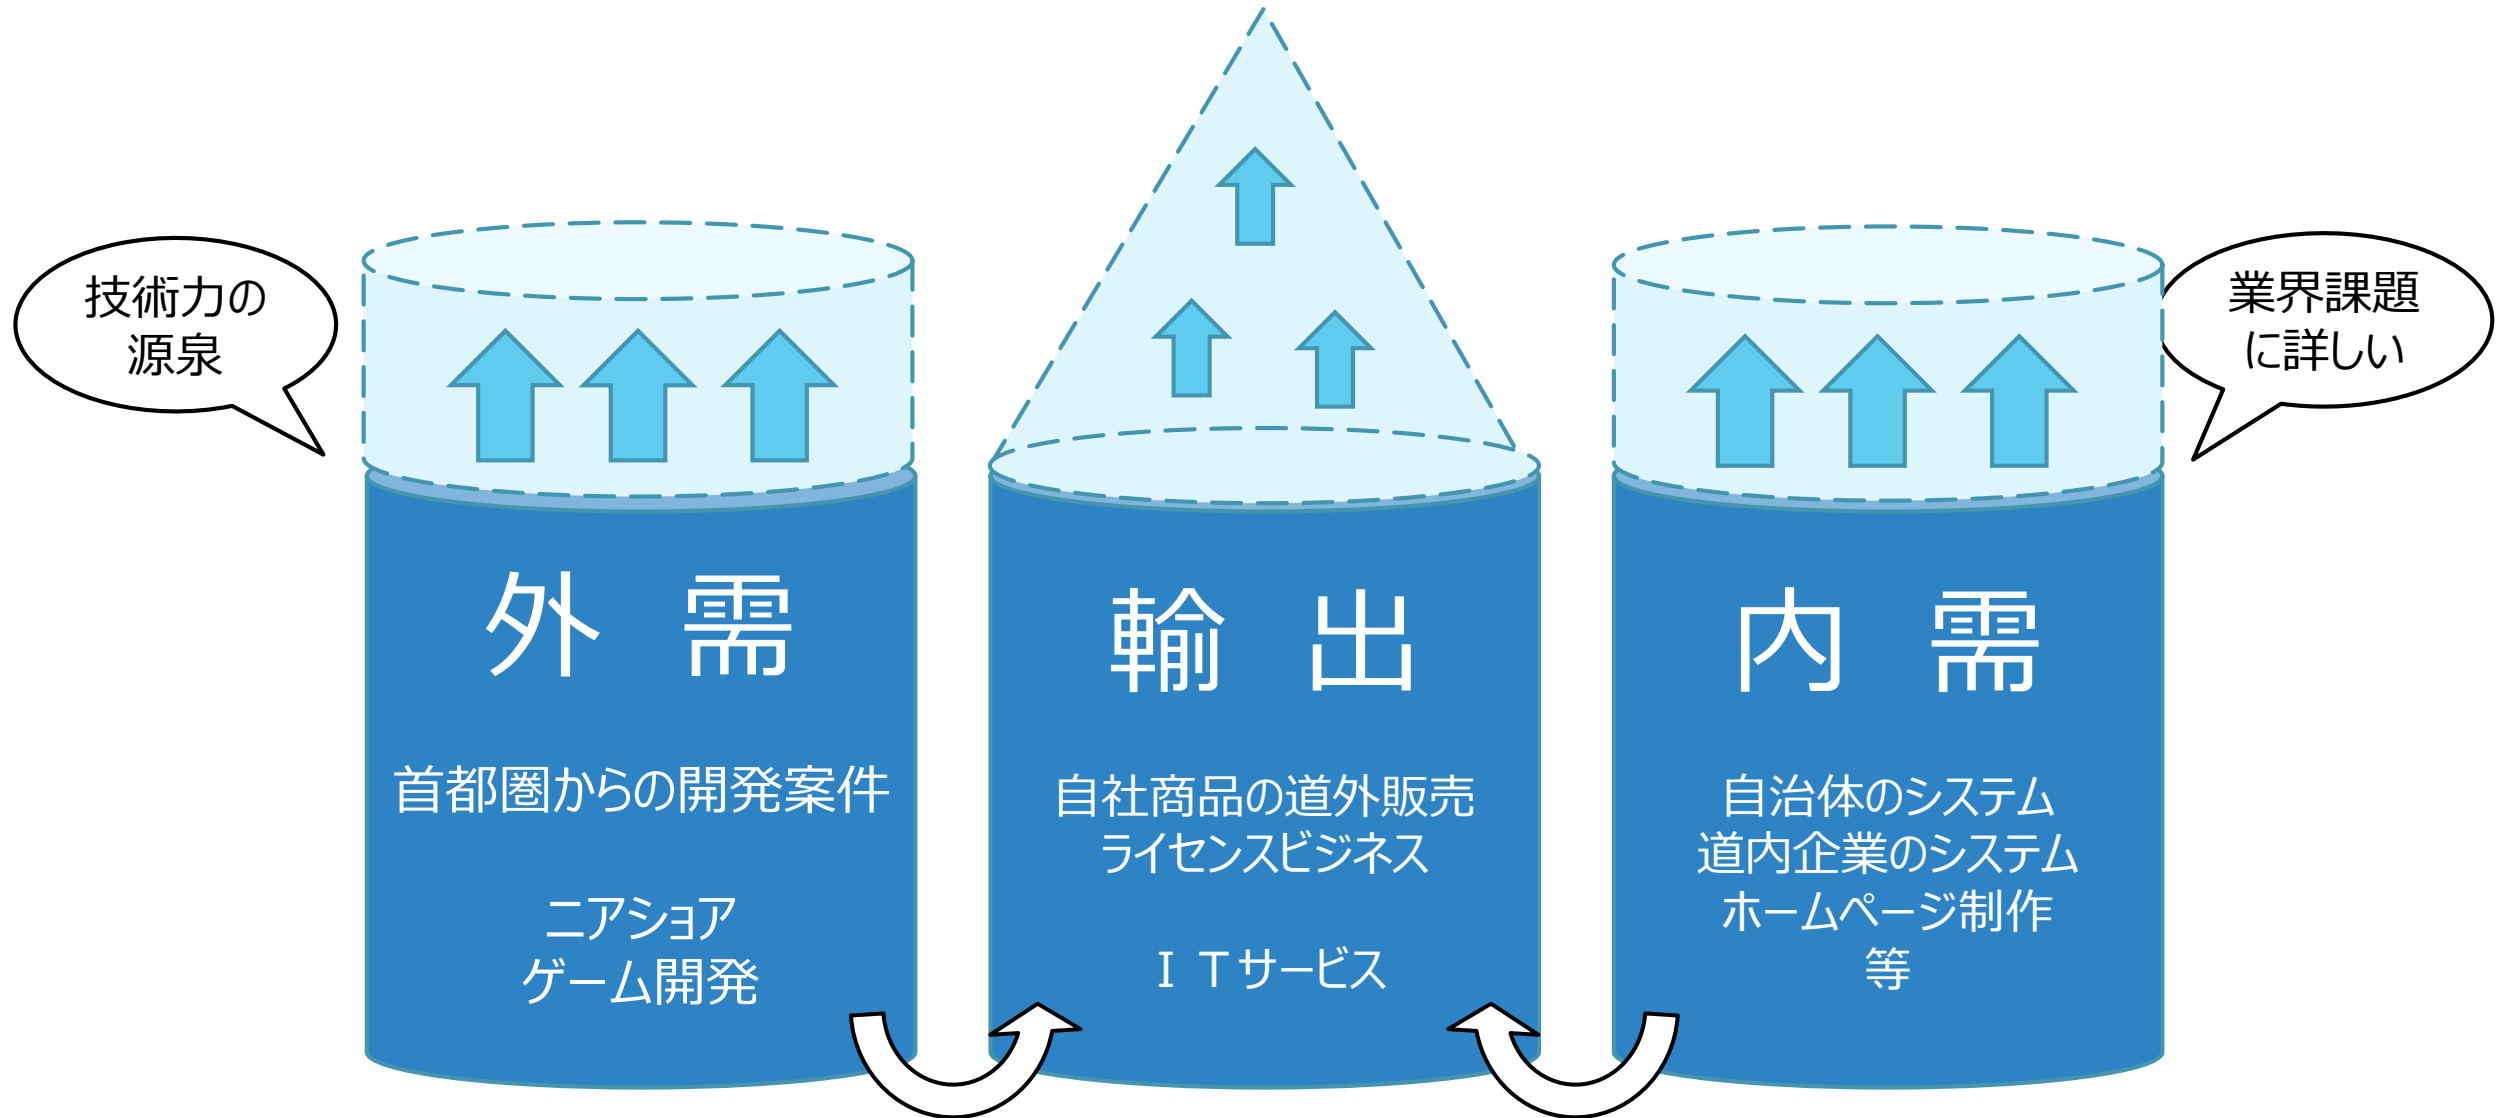 技術力の
源泉
外　需
首都圏からの開発案件
ニアショア
ゲーム開発
輸　出
自社商品の道外販売
ライセンスビジネス
ＩＴサービス
内　需
自治体のシステム
道内企業のシステム
ホームページ制作
等
業界課題
に詳しい